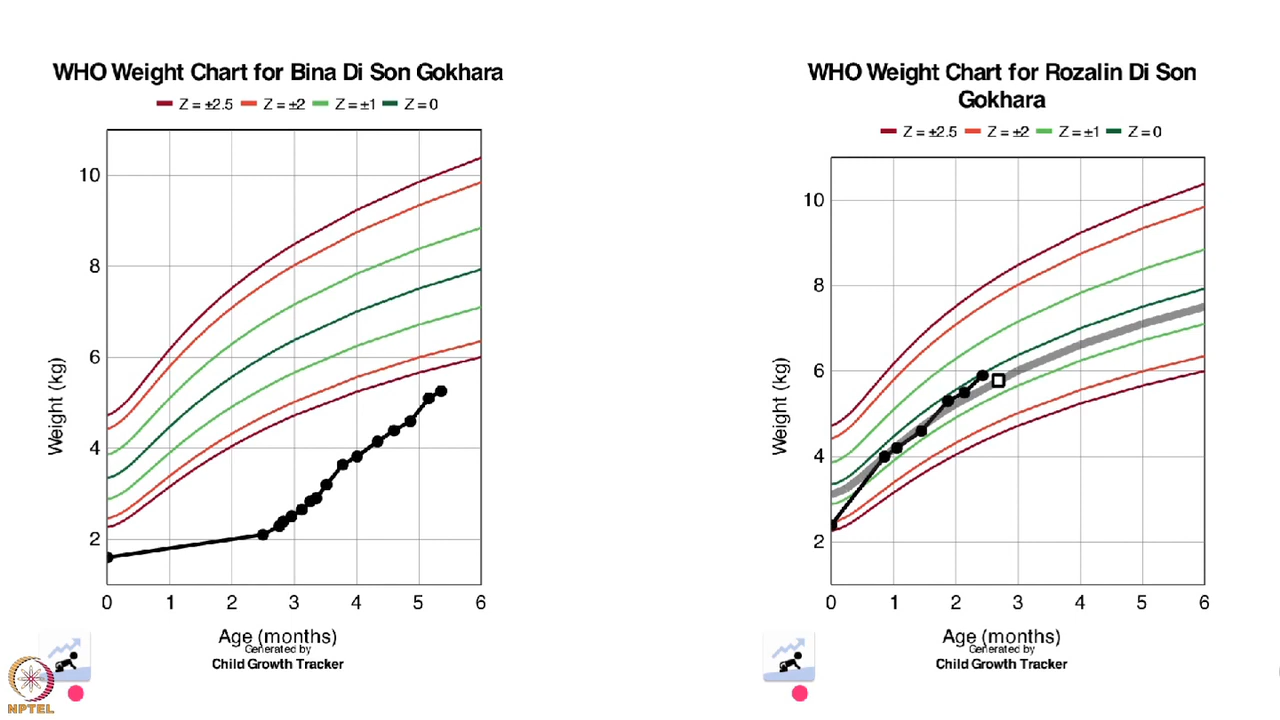 WHO Weight Chart for Bina Di Son Gokhara
Z = ±2.5 Z = ±2 Z = ±1 Z = 0
10
8
6
4
2
Weight (kg)
0 1 2 3 4 5 6
Age (months)
Generated by
Child Growth Tracker
NPTEL
WHO Weight Chart for Rozalin Di Son
Gokhara
Z = ±2.5 Z = ±2 Z = ±1 Z = 0
10
8
6
4
2
Weight (kg)
0 1 2 3 4 5 6
Age (months)
Generated by
Child Growth Tracker